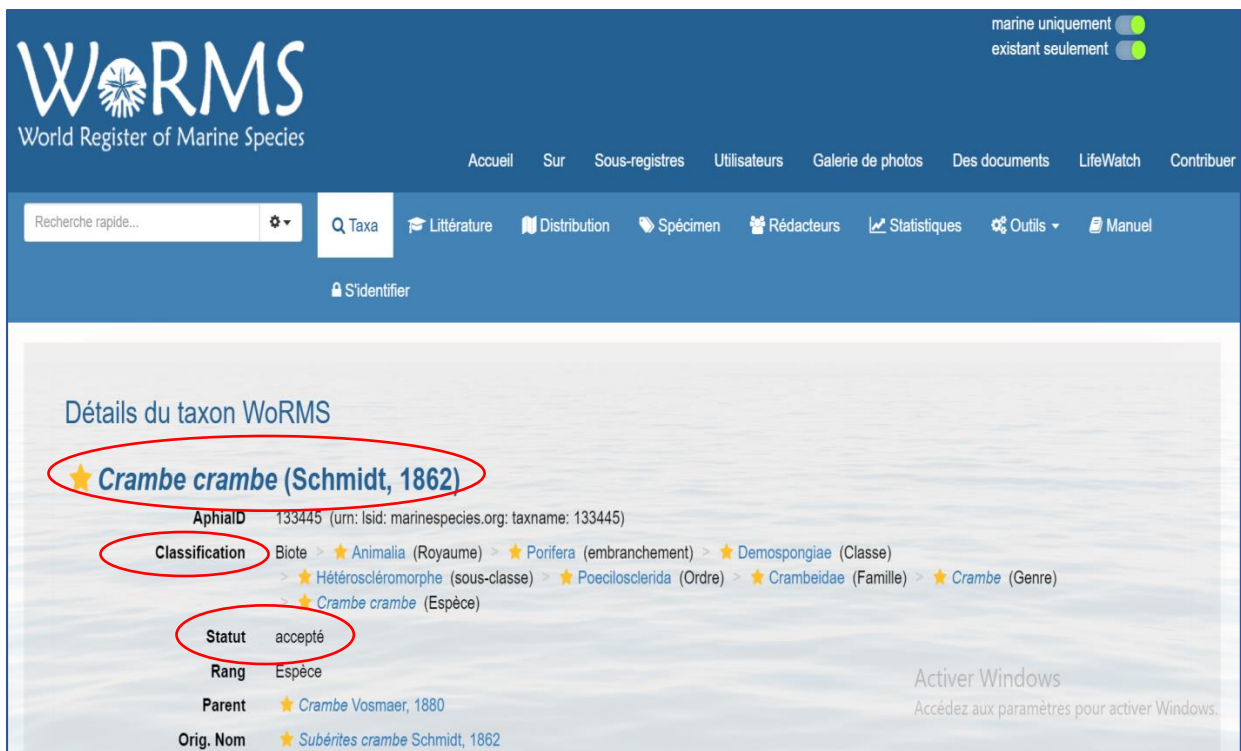 marine uniquement
existant seulement
WoRMS
World Register of Marine Species
Accueil Sur Sous-registres Utilisateurs Galerie de photos Des documents LifeWatch Contribuer
Recherche rapide... Taxa Littérature Distribution Spécimen Rédacteurs Statistiques Outils Manuel
S'identifier
Détails du taxon WoRMS
Crambe crambe (Schmidt, 1862)
AphiaID 133445 (urn: lsid: marinespecies.org: taxname: 133445)
Classification Biote > Animalia (Royaume) > Porifera (embranchement) > Demospongiae (Classe)
> Hétéroscléromorphe (sous-classe) > Poecilosclerida (Ordre) > Crambeidae (Famille) > Crambe (Genre)
> Crambe crambe (Espèce)
Statut accepté
Rang Espèce
Parent Crambe Vosmaer, 1880
Orig. Nom Subérites crambe Schmidt, 1862
Activer Windows
Accédez aux paramètres pour activer Windows.